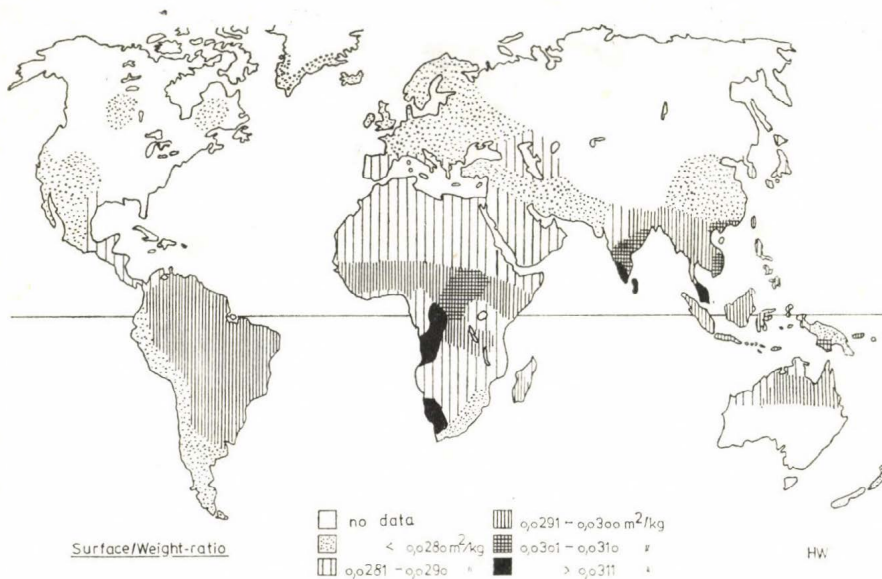 no data
< 0,0280 m²/kg
0,0281 – 0,0290 "
0,0291 – 0,0300 m²/kg
0,0301 – 0,0310 "
> 0,0311 "
Surface/Weight-ratio
HW